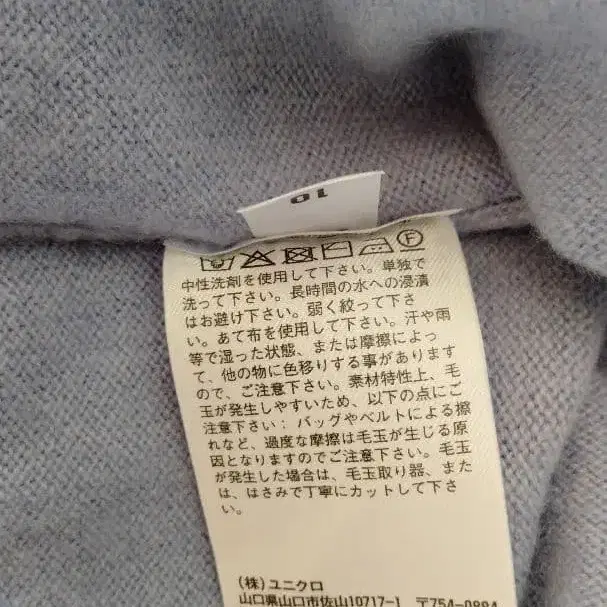 10
中性洗剤を使用して下さい。単独で
洗って下さい。長時間の水への浸漬
はお避け下さい。弱く絞って下さ
い。あて布を使用して下さい。汗や雨
等で湿った状態、または摩擦によっ
て、他の物に色移りする事があります
ので、ご注意下さい。素材特性上、毛
玉が発生しやすいため、以下の点にご
注意下さい：バッグやベルトによる擦
れなど、過度な摩擦は毛玉が生じる原
因となりますのでご注意下さい。毛玉
が発生した場合は、毛玉取り器、また
は、はさみで丁寧にカットして下さ
い。
(株)ユニクロ
山口県山口市佐山10717-1 〒754-0894